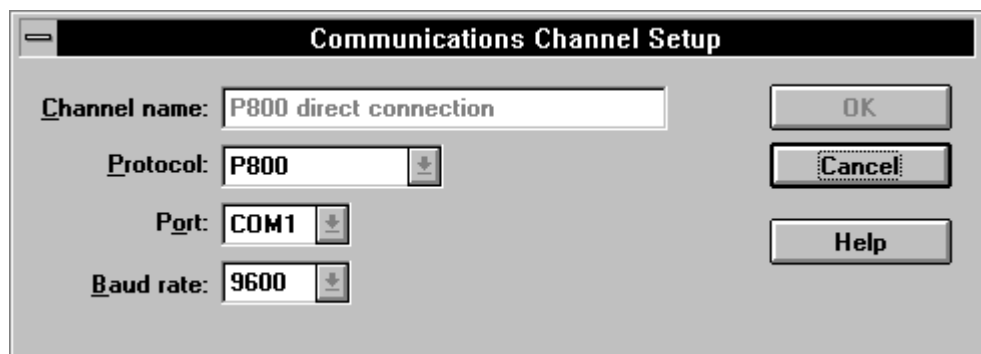 Communications Channel Setup
Channel name: P800 direct connection
OK
Protocol: P800
Cancel
Port: COM1
Help
Baud rate: 9600